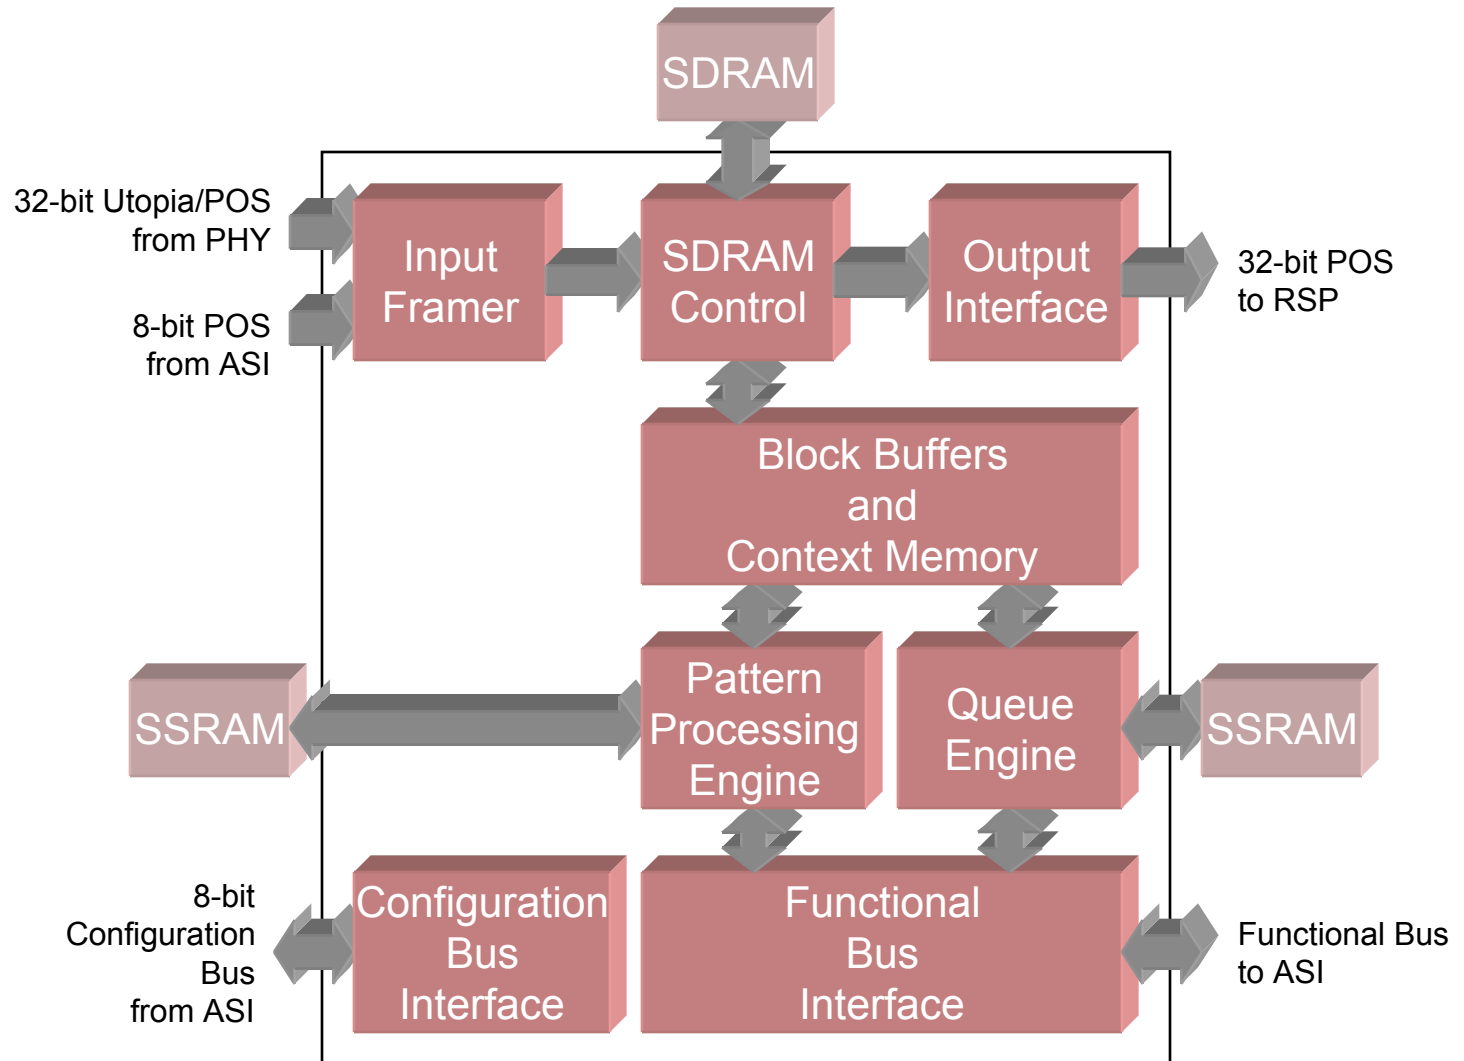 SDRAM
32-bit Utopia/POS
from PHY
8-bit POS
from ASI
Input
Framer
SDRAM
Control
Output
Interface
32-bit POS
to RSP
Block Buffers
and
Context Memory
SSRAM
Pattern
Processing
Engine
Queue
Engine
SSRAM
8-bit
Configuration
Bus
from ASI
Configuration
Bus
Interface
Functional
Bus
Interface
Functional Bus
to ASI